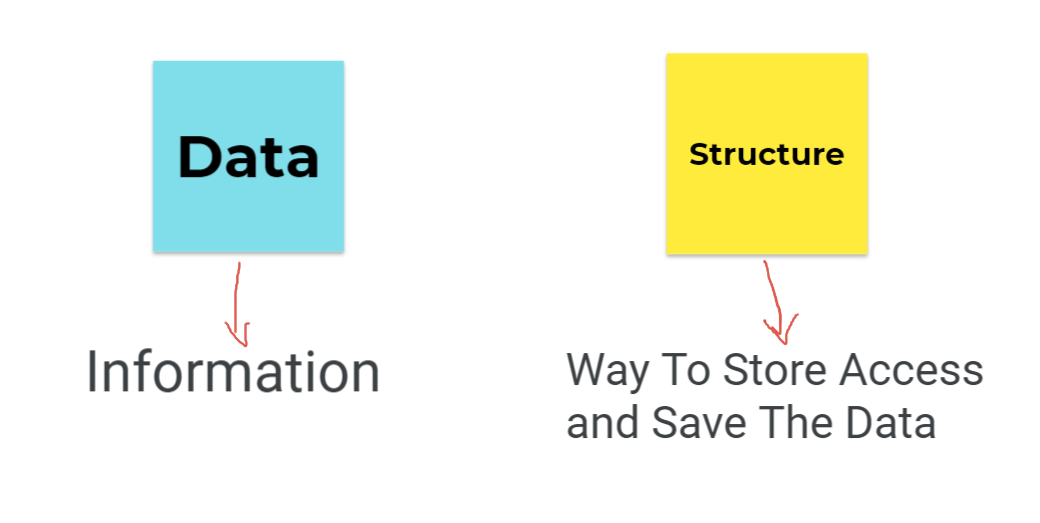 Data
Structure
Information
Way To Store Access
and Save The Data